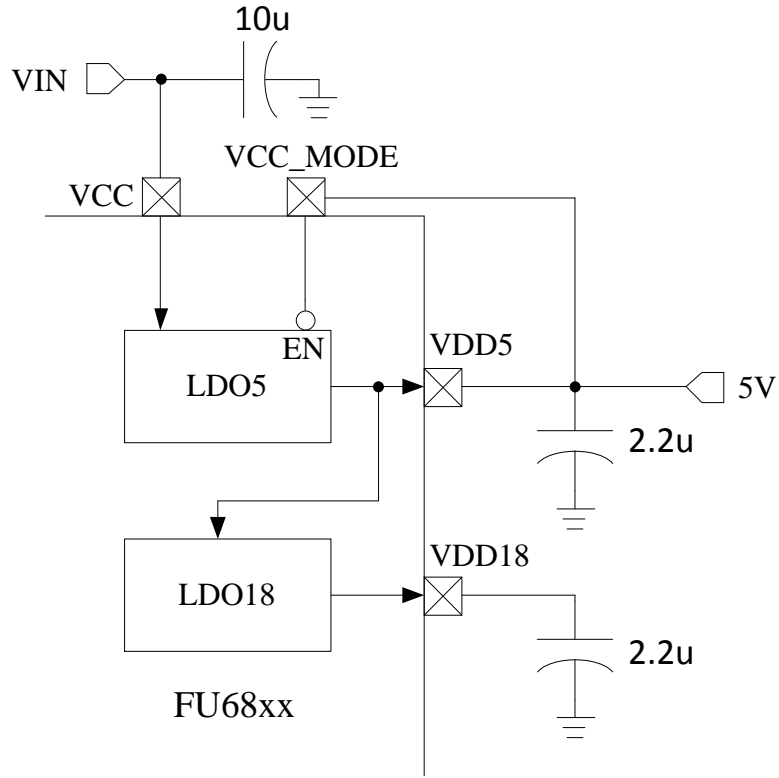 10u
VIN
VCC_MODE
VCC
EN
VDD5
LDO5
5V
2.2u
VDD18
LDO18
2.2u
FU68xx